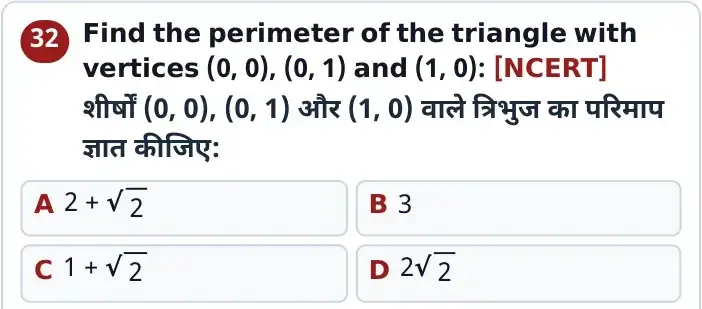 32 Find the perimeter of the triangle with
vertices (0, 0), (0, 1) and (1, 0): [NCERT]
शीर्षों (0, 0), (0, 1) और (1, 0) वाले त्रिभुज का परिमाप
ज्ञात कीजिए:
A 2 + √2
B 3
C 1 + √2
D 2√2